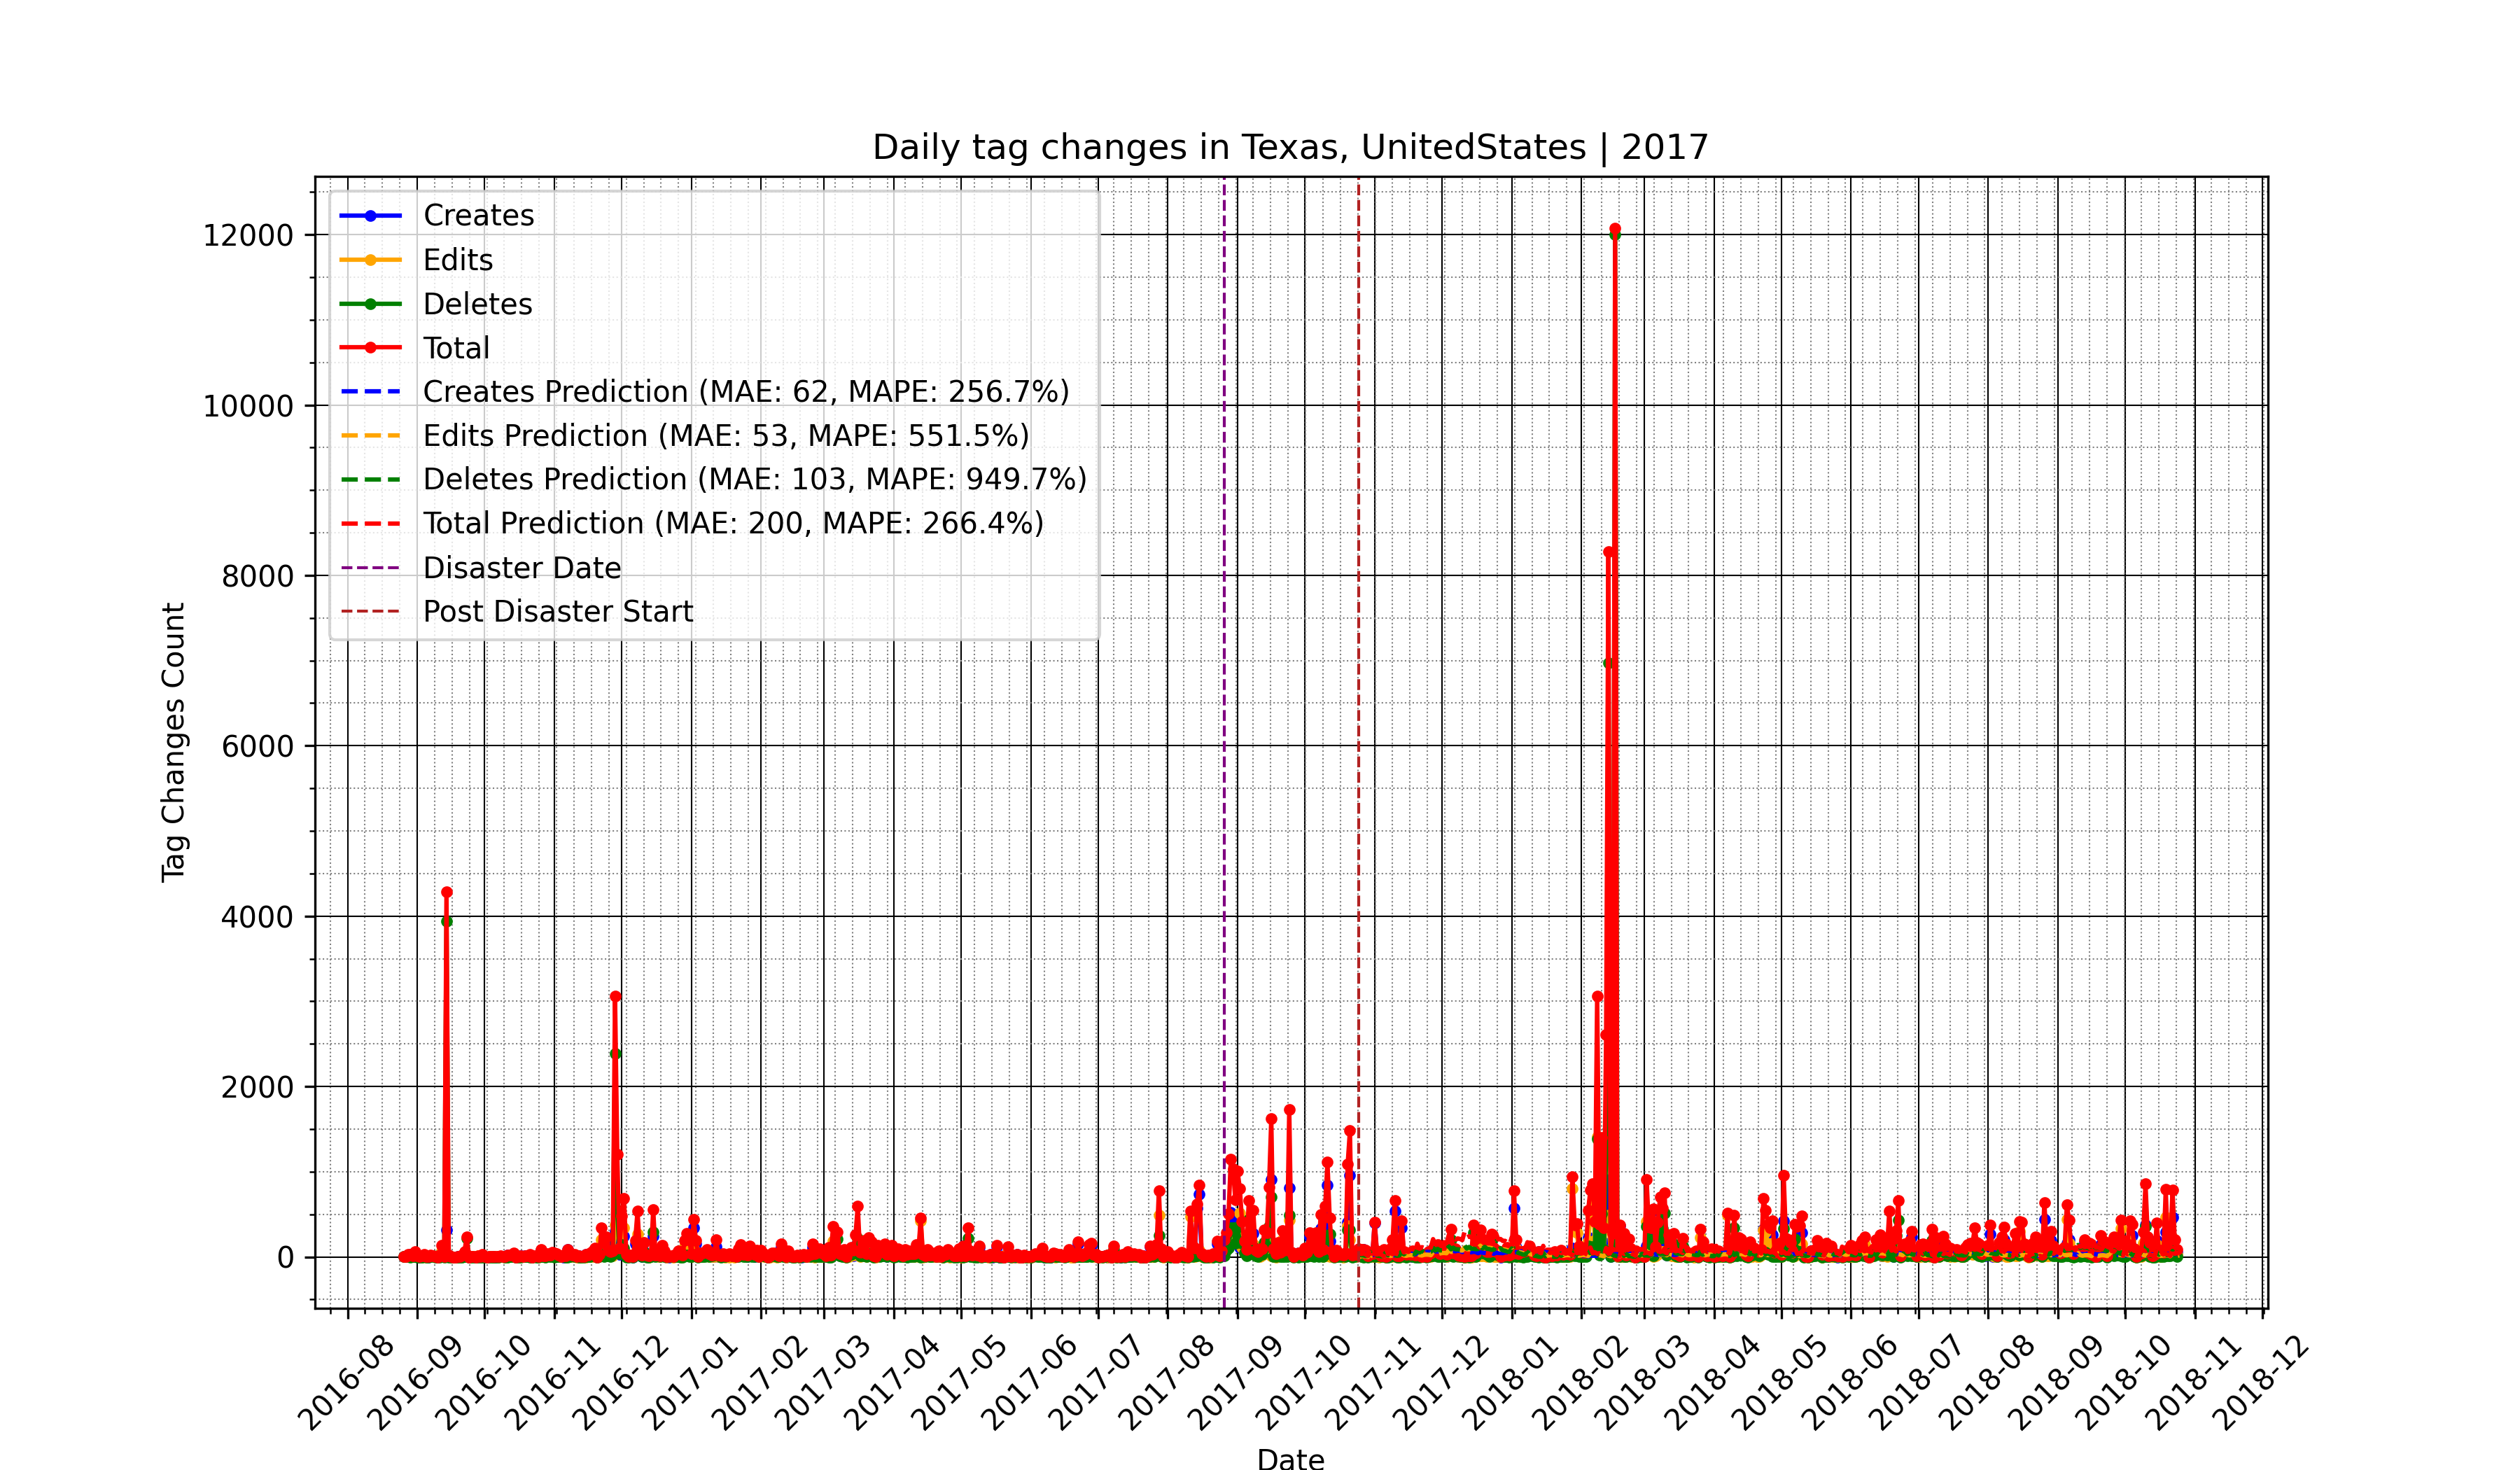 Daily tag changes in Texas, UnitedStates | 2017
Creates
Edits
Deletes
Total
Creates Prediction (MAE: 62, MAPE: 256.7%)
Edits Prediction (MAE: 53, MAPE: 551.5%)
Deletes Prediction (MAE: 103, MAPE: 949.7%)
Total Prediction (MAE: 200, MAPE: 266.4%)
Disaster Date
Post Disaster Start
Tag Changes Count
12000
10000
8000
6000
4000
2000
0
2016-08
2016-09
2016-10
2016-11
2016-12
2017-01
2017-02
2017-03
2017-04
2017-05
2017-06
2017-07
2017-08
2017-09
2017-10
2017-11
2017-12
2018-01
2018-02
2018-03
2018-04
2018-05
2018-06
2018-07
2018-08
2018-09
2018-10
2018-11
2018-12
Date